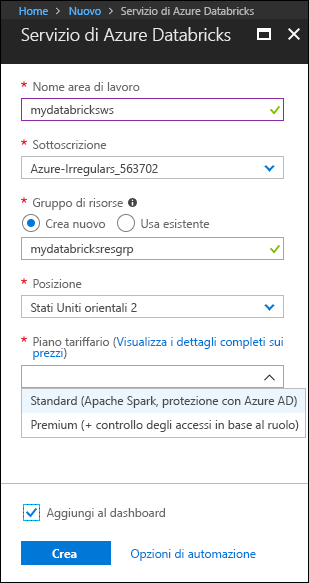 Home > Nuovo > Servizio di Azure Databricks
Servizio di Azure Databricks
* Nome area di lavoro
mydatabricksws
* Sottoscrizione
Azure-Irregulars_563702
* Gruppo di risorse
Crea nuovo Usa esistente
mydatabricksresgrp
* Posizione
Stati Uniti orientali 2
* Piano tariffario (Visualizza i dettagli completi sui
prezzi)
Standard (Apache Spark, protezione con Azure AD)
Premium (+ controllo degli accessi in base al ruolo)
Aggiungi al dashboard
Crea Opzioni di automazione